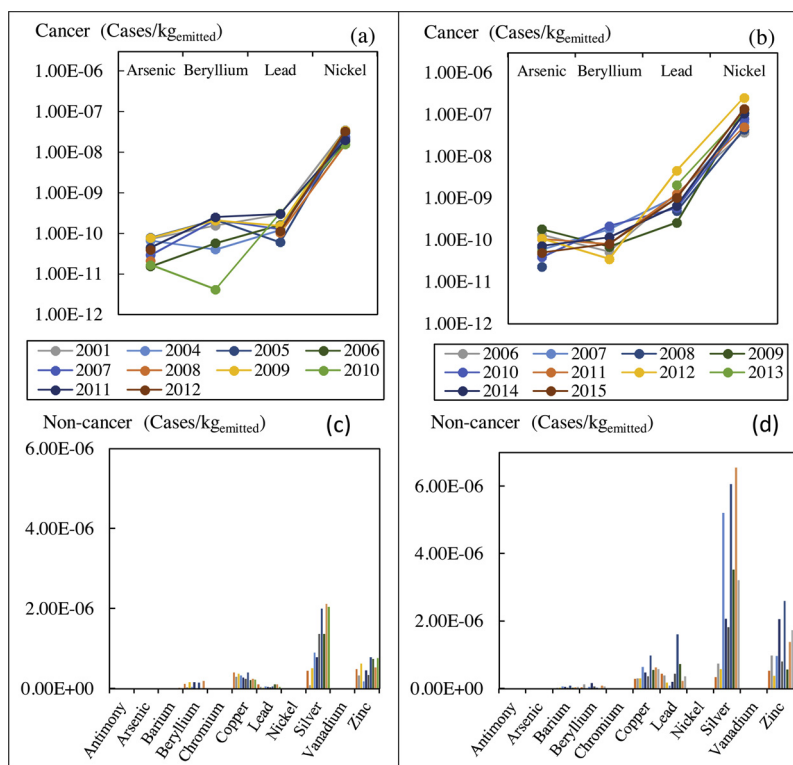 Cancer (Cases/kgemitted)
(a)
Arsenic Beryllium Lead Nickel
1.00E-06
1.00E-07
1.00E-08
1.00E-09
1.00E-10
1.00E-11
1.00E-12
2001 2004 2005 2006
2007 2008 2009 2010
2011 2012
Cancer (Cases/kgemitted)
(b)
Arsenic Beryllium Lead Nickel
1.00E-06
1.00E-07
1.00E-08
1.00E-09
1.00E-10
1.00E-11
1.00E-12
2006 2007 2008 2009
2010 2011 2012 2013
2014 2015
Non-cancer (Cases/kgemitted)
(c)
6.00E-06
4.00E-06
2.00E-06
0.00E+00
Antimony Arsenic Barium Beryllium Chromium Copper Lead Nickel Silver Vanadium Zinc
Non-cancer (Cases/kgemitted)
(d)
6.00E-06
4.00E-06
2.00E-06
0.00E+00
Antimony Arsenic Barium Beryllium Chromium Copper Lead Nickel Silver Vanadium Zinc